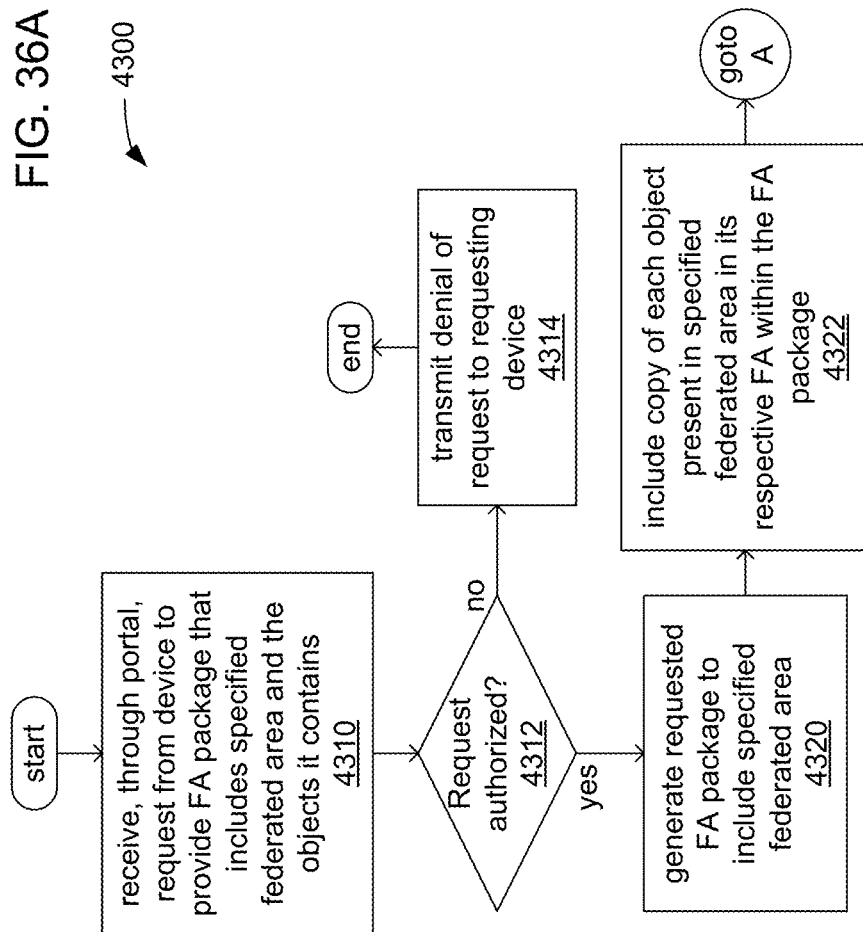 FIG. 36A
4300
start
receive, through portal,
request from device to
provide FA package that
includes specified
federated area and the
objects it contains
4310
Request
authorized?
4312
no
transmit denial of
request to requesting
device
4314
end
yes
generate requested
FA package to
include specified
federated area
4320
include copy of each object
present in specified
federated area in its
respective FA within the FA
package
4322
goto
A